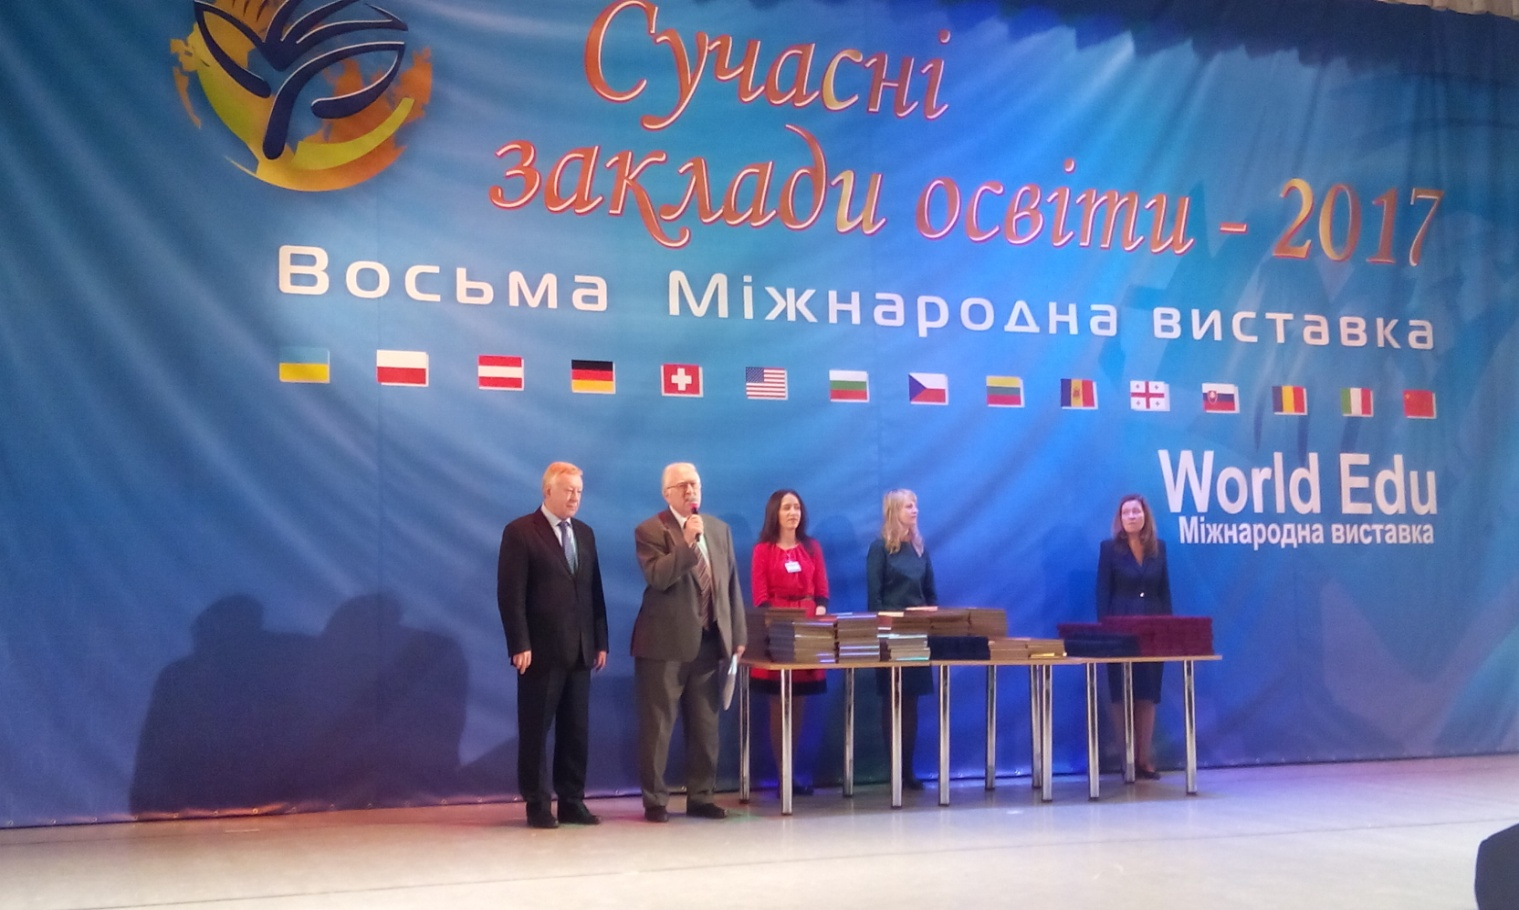 Сучасні
заклади освіти - 2017
Восьма Міжнародна виставка
World Edu
Міжнародна виставка